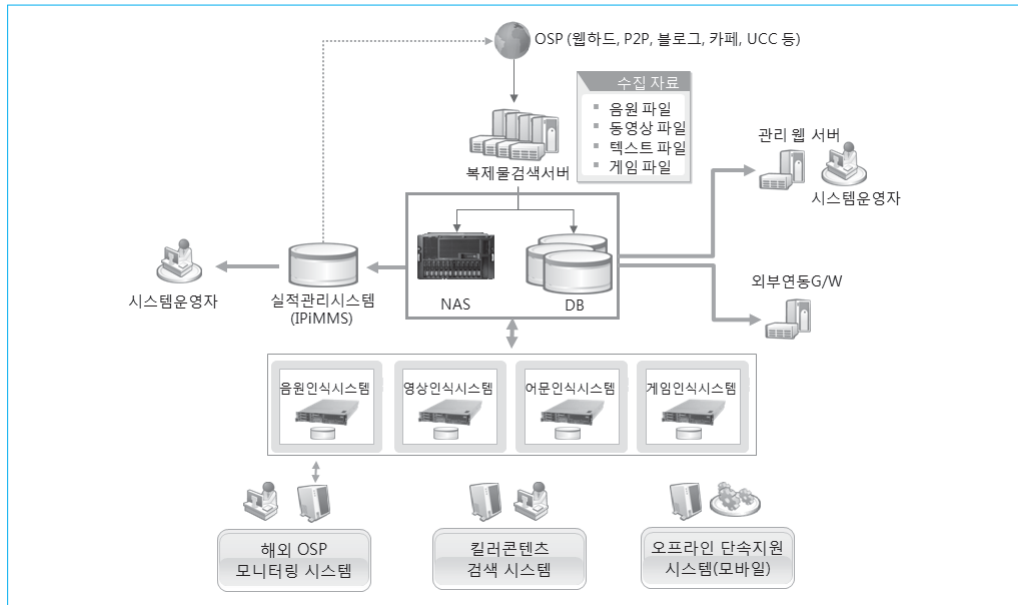 OSP (웹하드, P2P, 블로그, 카페, UCC 등)
수집 자료
음원 파일
동영상 파일
텍스트 파일
게임 파일
복제물검색서버
관리 웹 서버
시스템운영자
시스템운영자
실적관리시스템
(IPiMMS)
NAS
DB
외부연동G/W
음원인식시스템
영상인식시스템
어문인식시스템
게임인식시스템
해외 OSP
모니터링 시스템
킬러콘텐츠
검색 시스템
오프라인 단속지원
시스템(모바일)